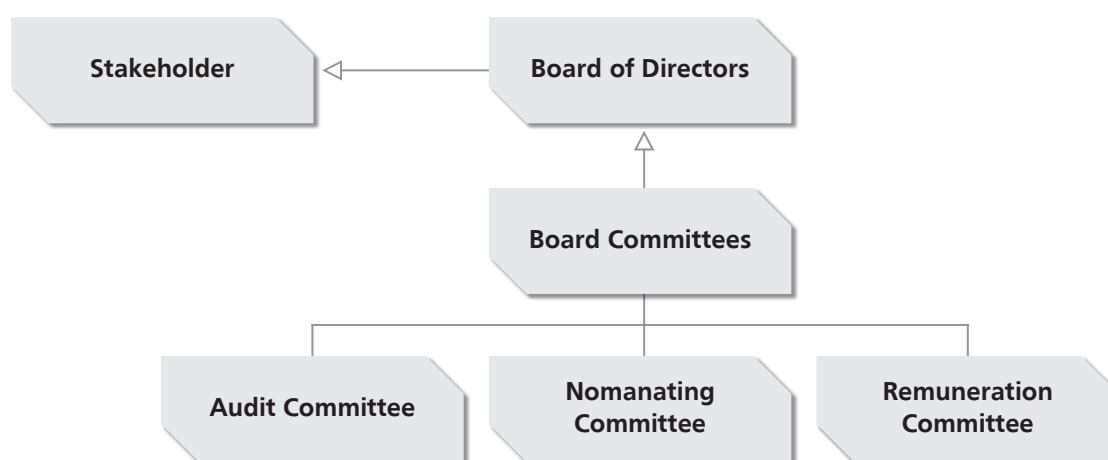 Stakeholder
Board of Directors
Board Committees
Audit Committee
Nomanating
Committee
Remuneration
Committee